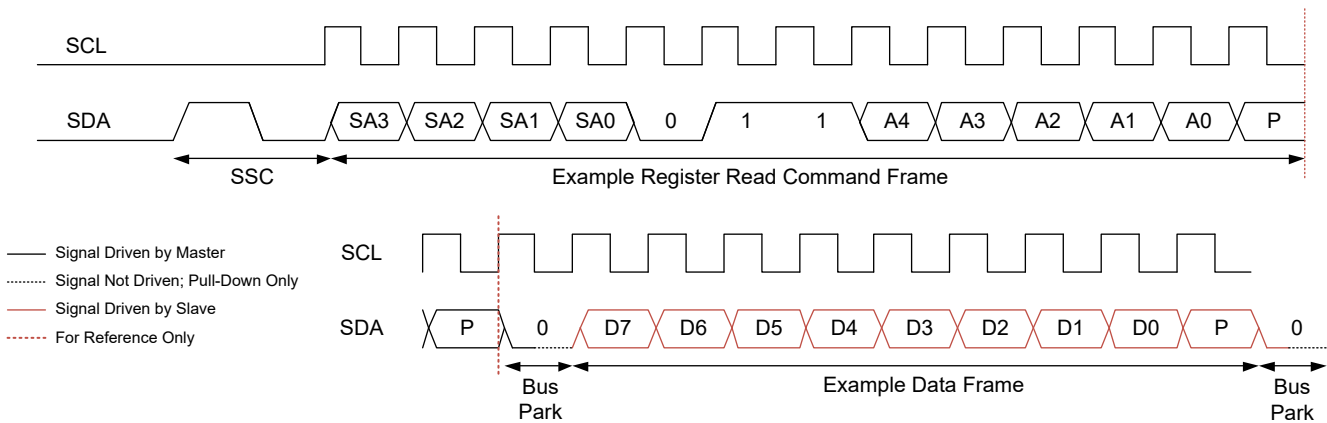 SCL
SDA SA3 SA2 SA1 SA0 0 1 1 A4 A3 A2 A1 A0 P
SSC Example Register Read Command Frame
Signal Driven by Master
Signal Not Driven; Pull-Down Only
Signal Driven by Slave
For Reference Only
SCL
SDA P 0 D7 D6 D5 D4 D3 D2 D1 D0 P 0
Bus Park Example Data Frame Bus Park